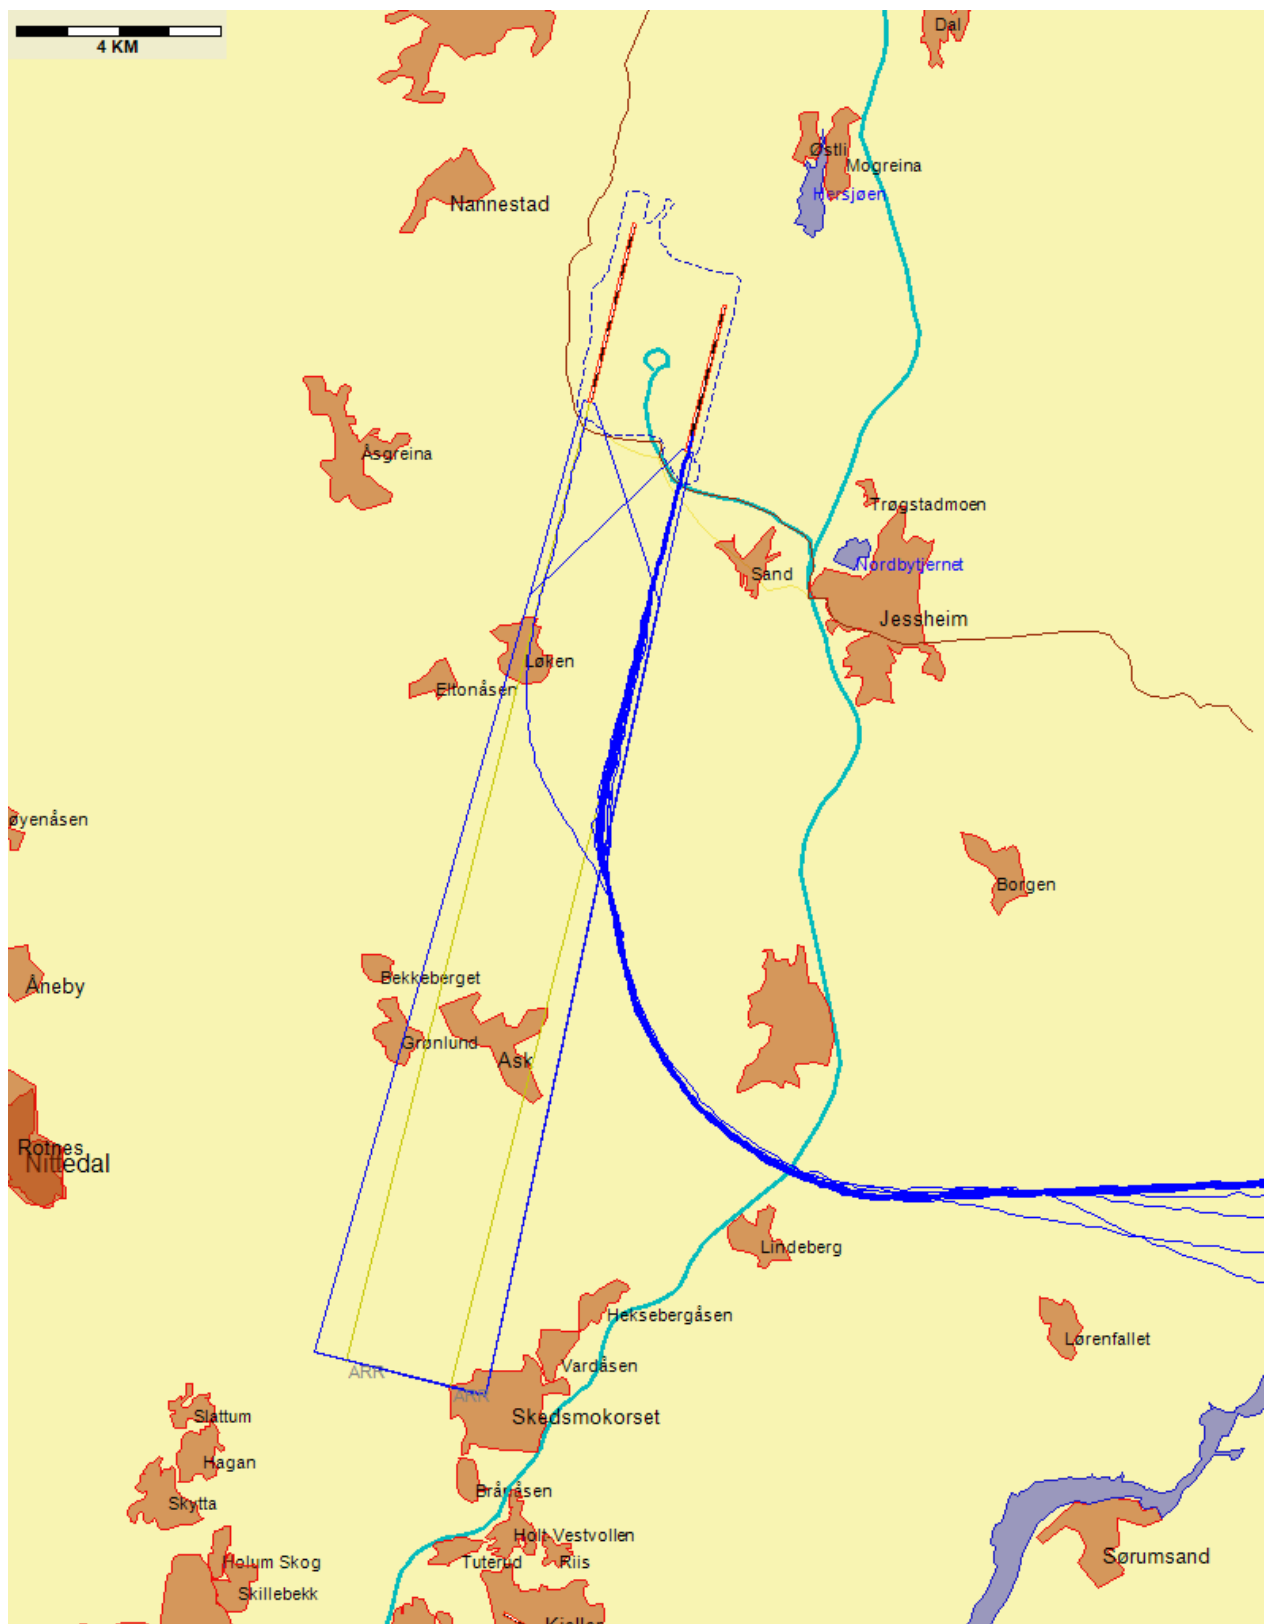 4 KM
Dal
Østli
Mogreina
Hersjøen
Nannestad
Åsgreina
Trøgstadmoen
Nordbytjernet
Sand
Jessheim
Løken
Eltonåsen
øyenåsen
Borgen
Bekkeberget
Åneby
Grønlund
Ask
Rotnes
Nittedal
Lindeberg
Heksebergåsen
Lørenfallet
Vardåsen
ARR
ARR
Skedsmokorset
Slattum
Hagan
Skytta
Holt-Vestvollen
Tuterud
Riis
Holum Skog
Sørumsand
Skillebekk